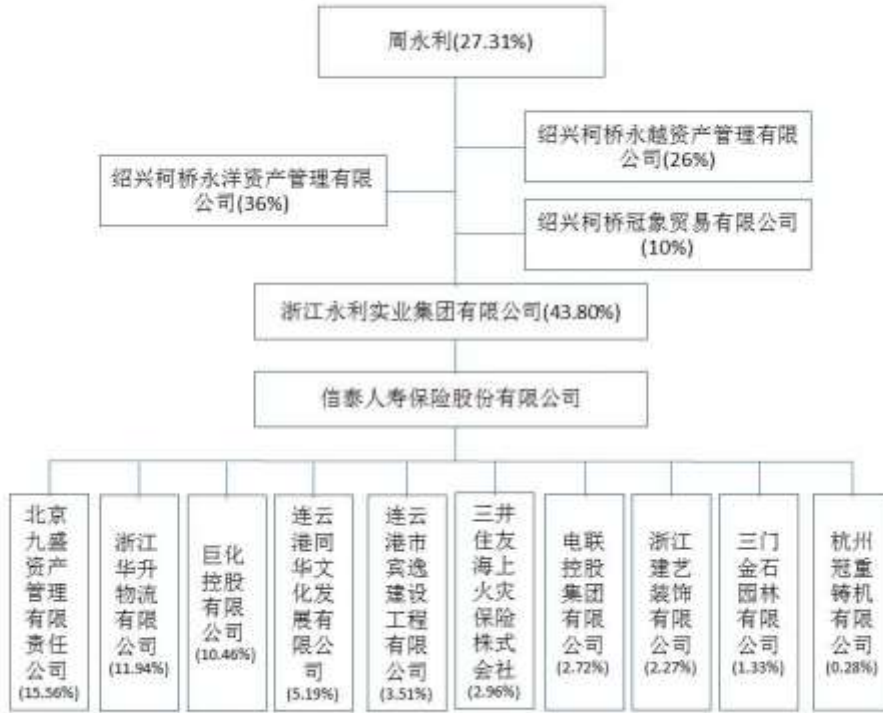 周永利(27.31%)
绍兴柯桥永越资产管理有限
公司(26%)
绍兴柯桥永洋资产管理有限
公司(36%)
绍兴柯桥冠象贸易有限公司
(10%)
浙江永利实业集团有限公司(43.80%)
信泰人寿保险股份有限公司
北京
九盛
资产
管理
有限
责任
公司
(15.56%)
浙江
华升
物流
有限
公司
(11.94%)
巨化
控股
有限
公司
(10.46%)
连云
港同
华文
化发
展有
限公
司
(5.19%)
连云
港市
宾逸
建设
工程
有限
公司
(3.51%)
三井
住友
海上
火灾
保险
株式
会社
(2.96%)
电联
控股
集团
有限
公司
(2.72%)
浙江
建艺
装饰
有限
公司
(2.27%)
三门
金石
园林
有限
公司
(1.33%)
杭州
冠重
铸机
有限
公司
(0.28%)